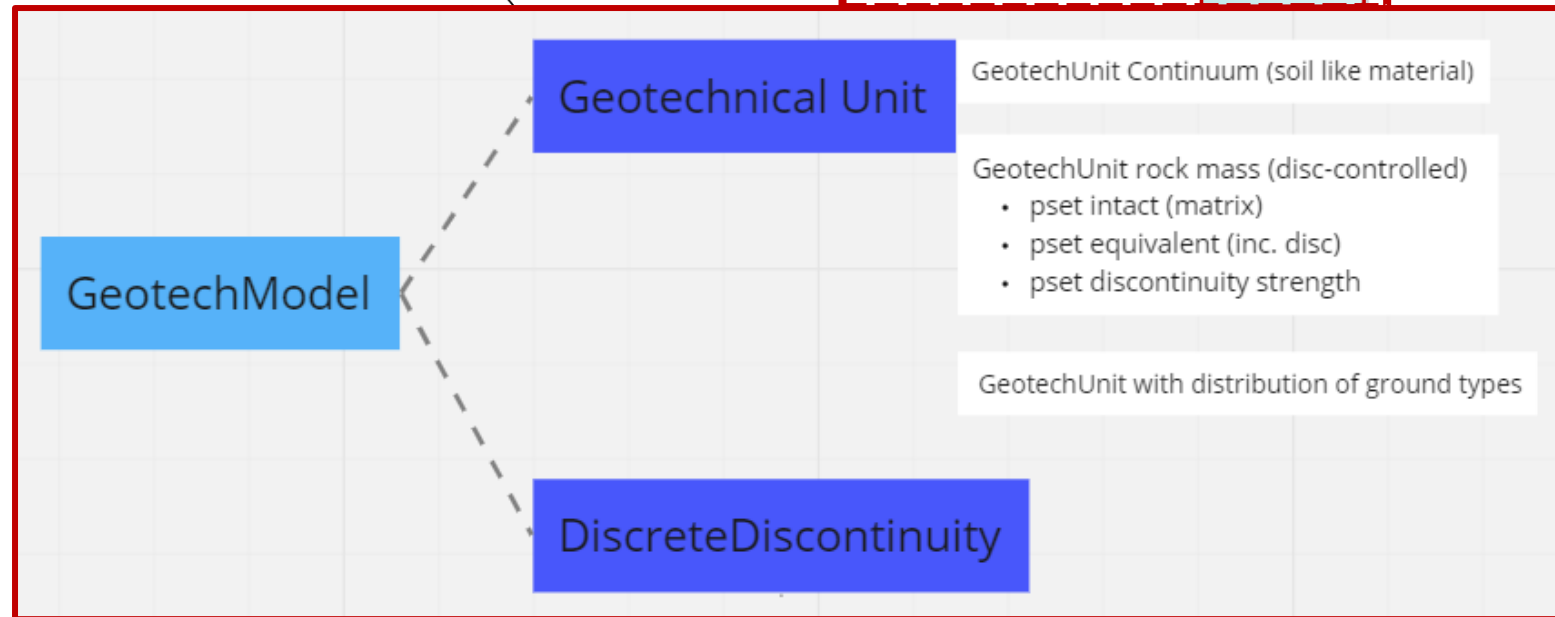 Geotechnical Unit
GeotechUnit Continuum (soil like material)
GeotechUnit rock mass (disc-controlled)
• pset intact (matrix)
• pset equivalent (inc. disc)
• pset discontinuity strength
GeotechModel
GeotechUnit with distribution of ground types
DiscreteDiscontinuity